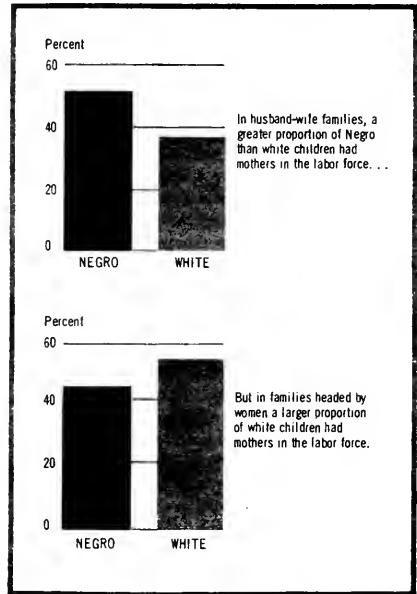 Percent
60
40
20
0
NEGRO WHITE
In husband-wife families, a
greater proportion of Negro
than white children had
mothers in the labor force. . .
Percent
60
40
20
0
NEGRO WHITE
But in families headed by
women a larger proportion
of white children had
mothers in the labor force.